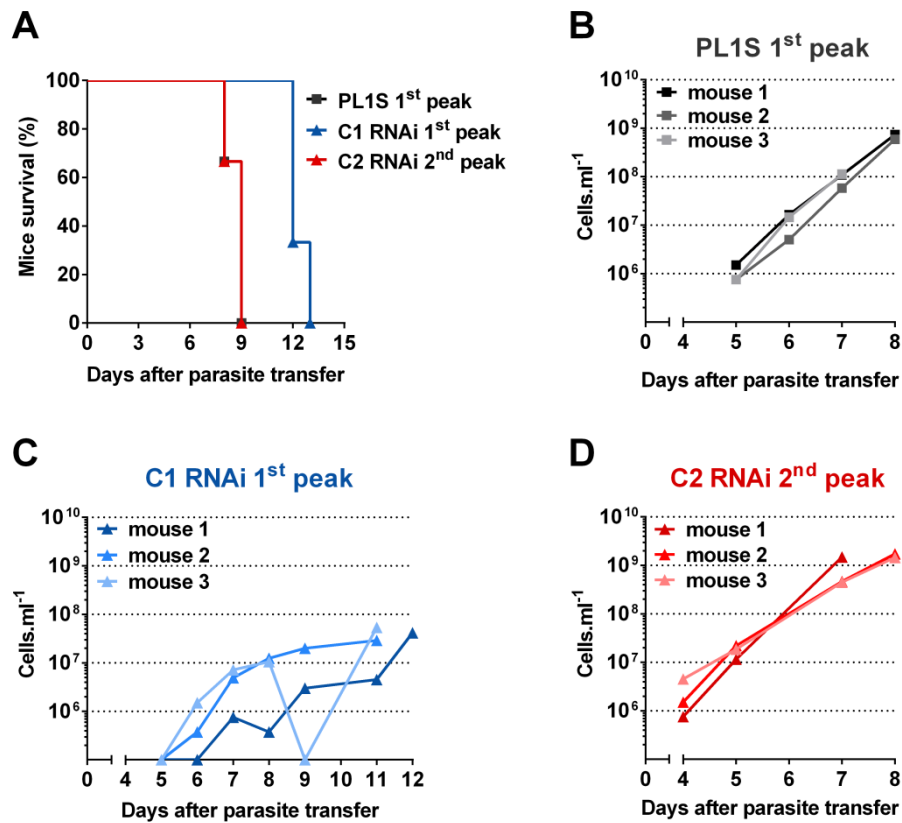 A
Mice survival (%)
100
80
60
40
20
0
0 3 6 9 12 15
Days after parasite transfer
PL1S 1st peak
C1 RNAi 1st peak
C2 RNAi 2nd peak
B
PL1S 1st peak
Cells.ml-1
10^10
10^9
10^8
10^7
10^6
mouse 1
mouse 2
mouse 3
0 4 5 6 7 8
Days after parasite transfer
C
C1 RNAi 1st peak
Cells.ml-1
10^10
10^9
10^8
10^7
10^6
mouse 1
mouse 2
mouse 3
0 4 5 6 7 8 9 10 11 12
Days after parasite transfer
D
C2 RNAi 2nd peak
Cells.ml-1
10^10
10^9
10^8
10^7
10^6
mouse 1
mouse 2
mouse 3
0 4 5 7 8
Days after parasite transfer